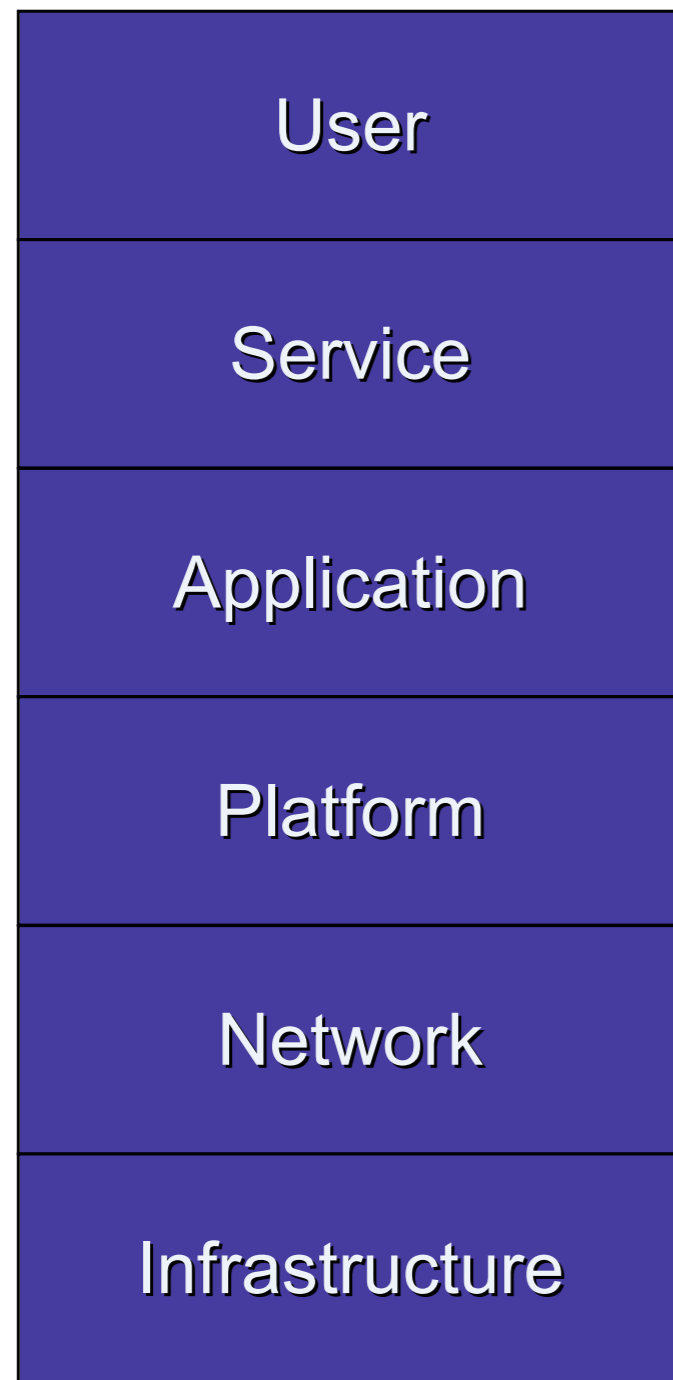 User
Service
Application
Platform
Network
Infrastructure